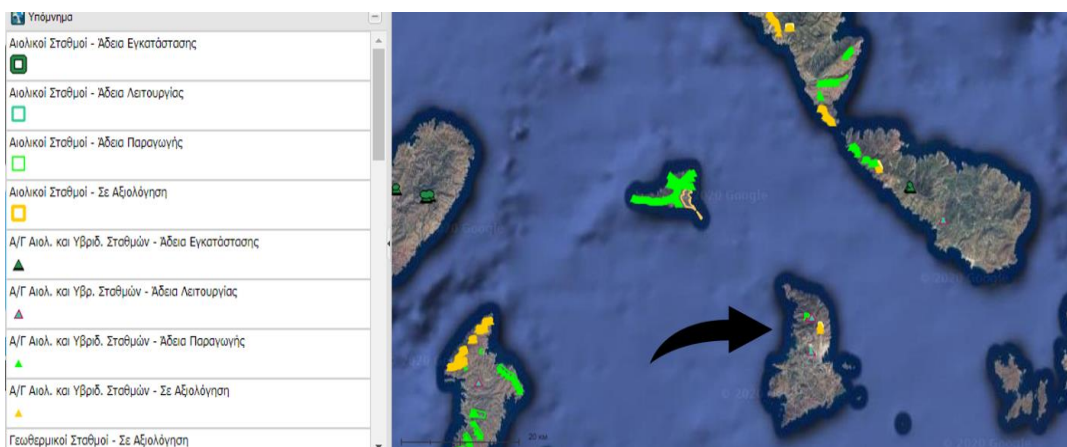 Υπόμνημα
Αιολικοί Σταθμοί - Άδεια Εγκατάστασης
Αιολικοί Σταθμοί - Άδεια Λειτουργίας
Αιολικοί Σταθμοί - Άδεια Παραγωγής
Αιολικοί Σταθμοί - Σε Αξιολόγηση
Α/Γ Αιολ. και Υβριδ. Σταθμών - Άδεια Εγκατάστασης
Α/Γ Αιολ. και Υβρ. Σταθμών - Άδεια Λειτουργίας
Α/Γ Αιολ. και Υβριδ. Σταθμών - Άδεια Παραγωγής
Α/Γ Αιολ. και Υβριδ. Σταθμών - Σε Αξιολόγηση
Γεωθερμικοί Σταθμοί - Σε Αξιολόγηση
2020 Google
20 км